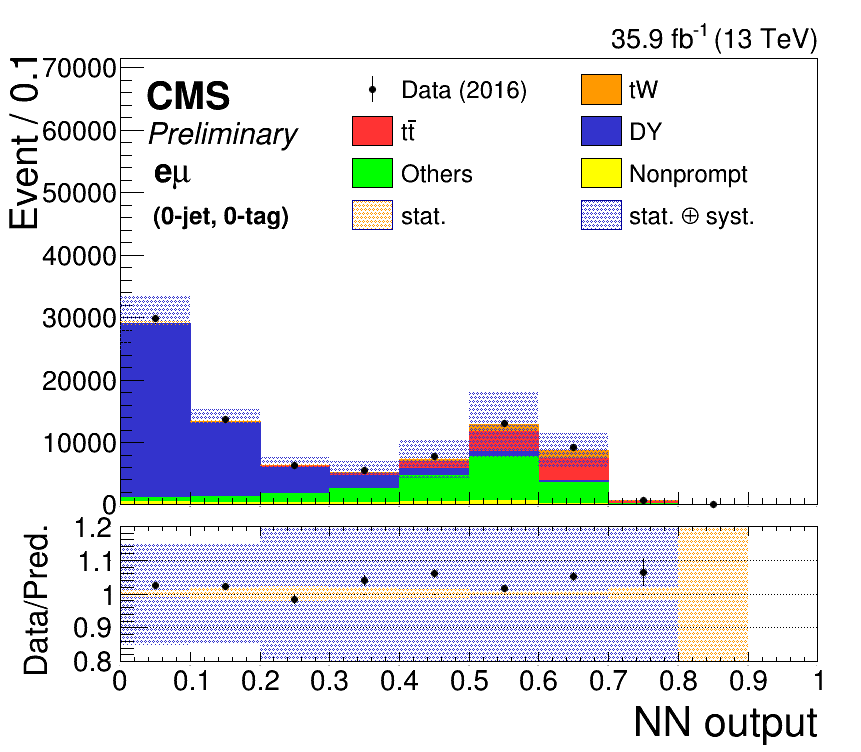 35.9 fb⁻¹ (13 TeV)
Event / 0.1
70000
60000
50000
40000
30000
20000
10000
0
CMS
Preliminary
eμ
(0-jet, 0-tag)
Data (2016)
tW
tt̄
DY
Others
Nonprompt
stat.
stat. ⊕ syst.
Data/Pred.
1.2
1.1
1
0.9
0.8
0 0.1 0.2 0.3 0.4 0.5 0.6 0.7 0.8 0.9 1
NN output